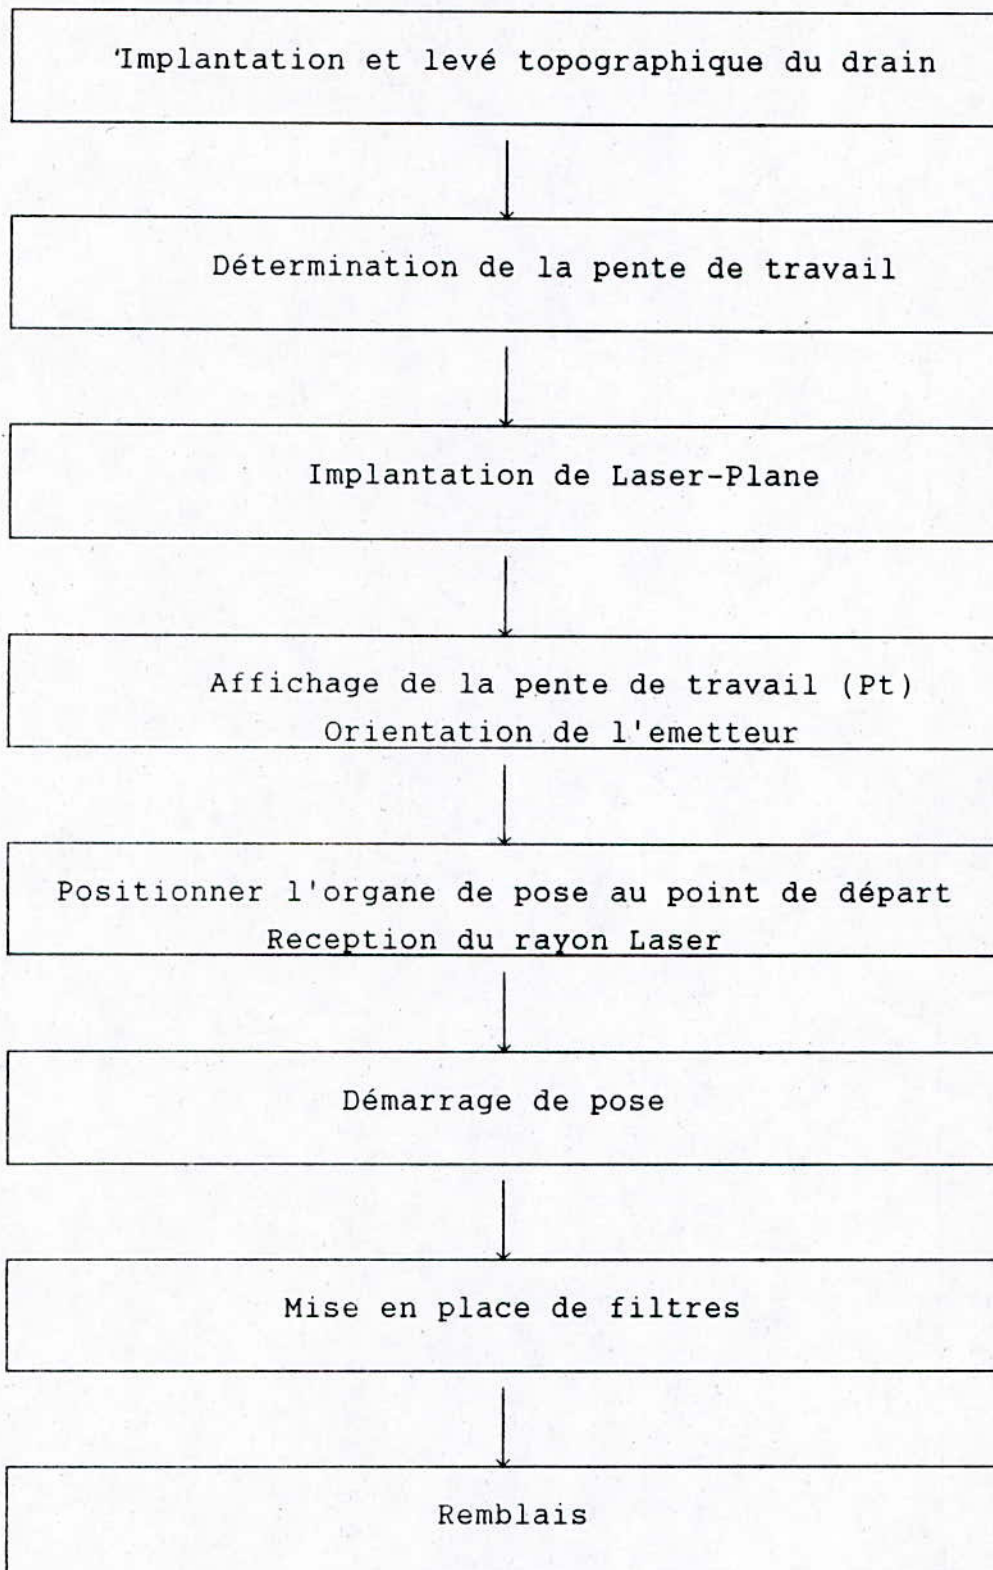 Implantation et levé topographique du drain
Détermination de la pente de travail
Implantation de Laser-Plane
Affichage de la pente de travail (Pt)
Orientation de l'emetteur
Positionner l'organe de pose au point de départ
Reception du rayon Laser
Démarrage de pose
Mise en place de filtres
Remblais